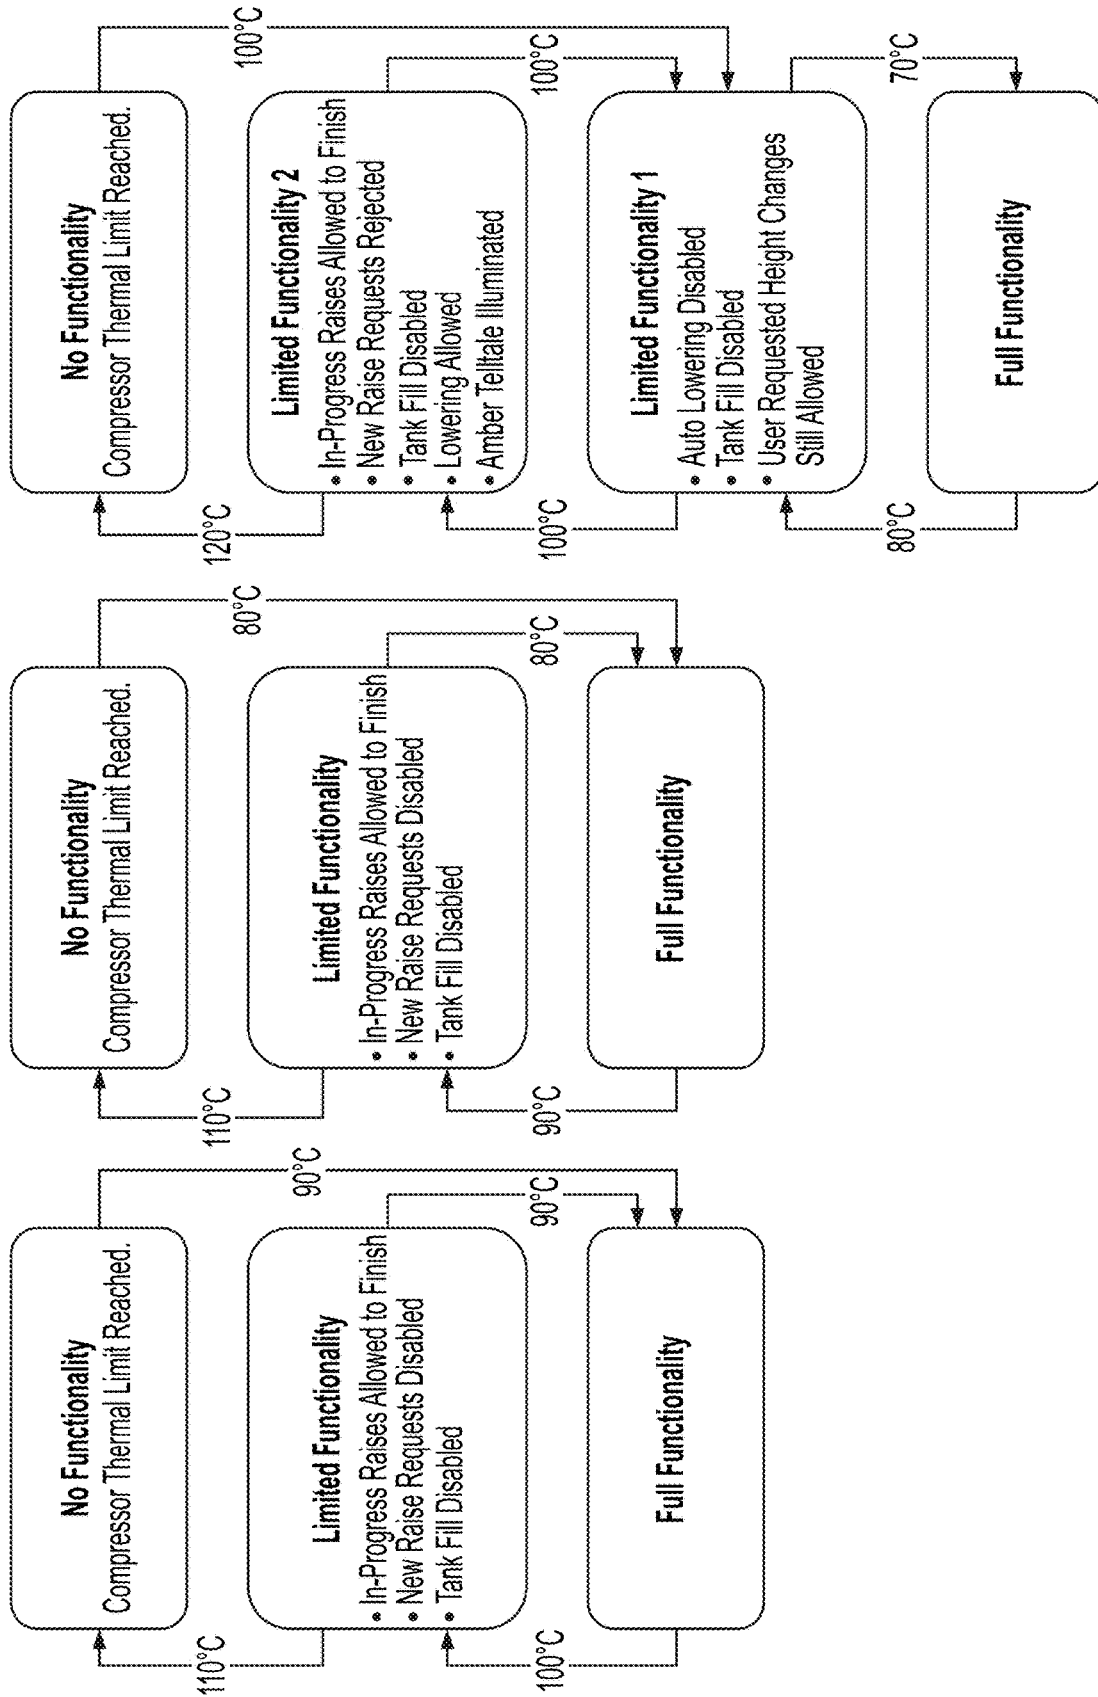 No Functionality
Compressor Thermal Limit Reached.
110°C
90°C
Limited Functionality
• In-Progress Raises Allowed to Finish
• New Raise Requests Disabled
• Tank Fill Disabled
100°C
90°C
Full Functionality
No Functionality
Compressor Thermal Limit Reached.
110°C
80°C
Limited Functionality
• In-Progress Raises Allowed to Finish
• New Raise Requests Disabled
• Tank Fill Disabled
90°C
80°C
Full Functionality
No Functionality
Compressor Thermal Limit Reached.
120°C
100°C
Limited Functionality 2
• In-Progress Raises Allowed to Finish
• New Raise Requests Rejected
• Tank Fill Disabled
• Lowering Allowed
• Amber Telltale Illuminated
100°C
100°C
Limited Functionality 1
• Auto Lowering Disabled
• Tank Fill Disabled
• User Requested Height Changes
Still Allowed
80°C
70°C
Full Functionality